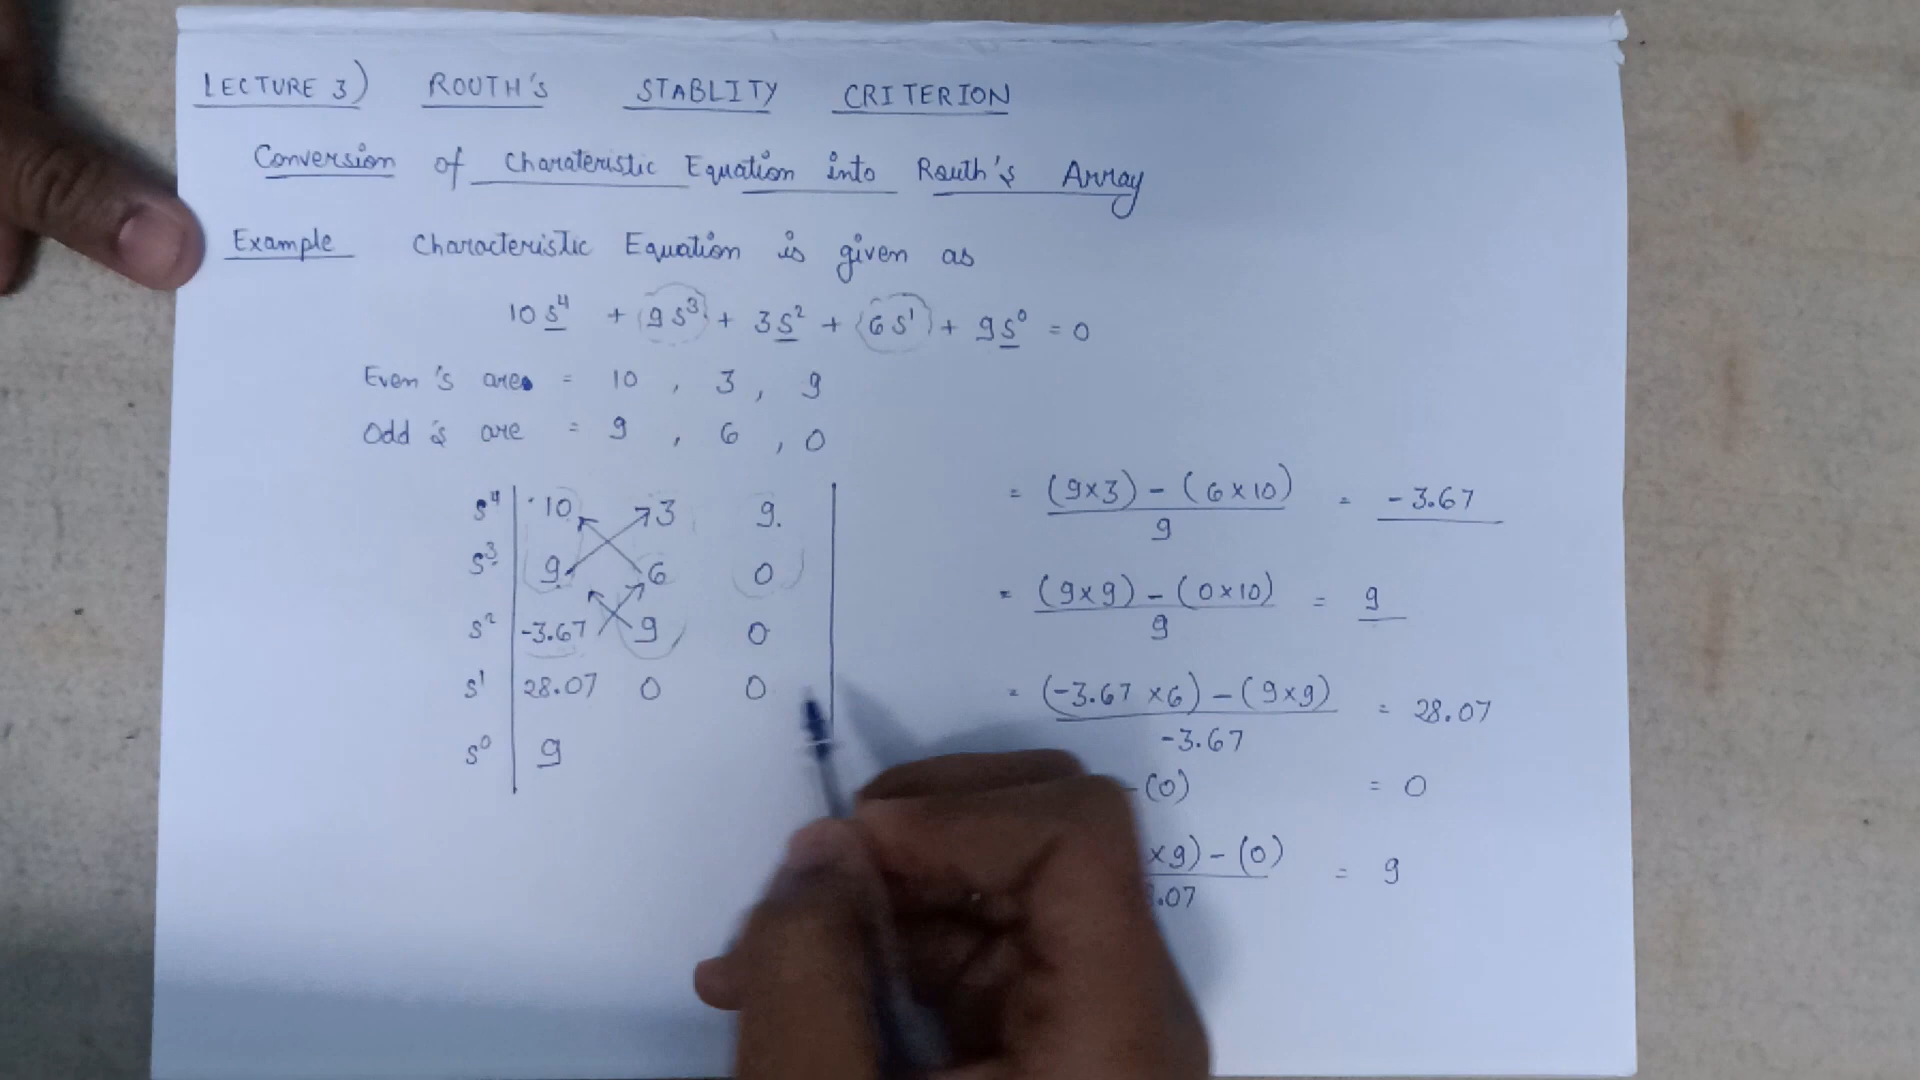 LECTURE 3) ROUTH'S STABLITY CRITERION
Conversion of Charateristic Equation into Routh's Array
Example Characteristic Equation is given as
10 s⁴ + 9 s³ + 3 s² + 6 s¹ + 9 s⁰ = 0
Even's are = 10 , 3 , 9
Odd's are = 9 , 6 , 0
s⁴ 10 3 9
s³ 9 6 0
s² -3.67 9 0
s¹ 28.07 0 0
s⁰ 9
= (9×3) - (6×10) = -3.67
9
= (9×9) - (0×10) = 9
9
= (-3.67 ×6) - (9×9) = 28.07
-3.67
-(0) = 0
×9) - (0) = 9
.07